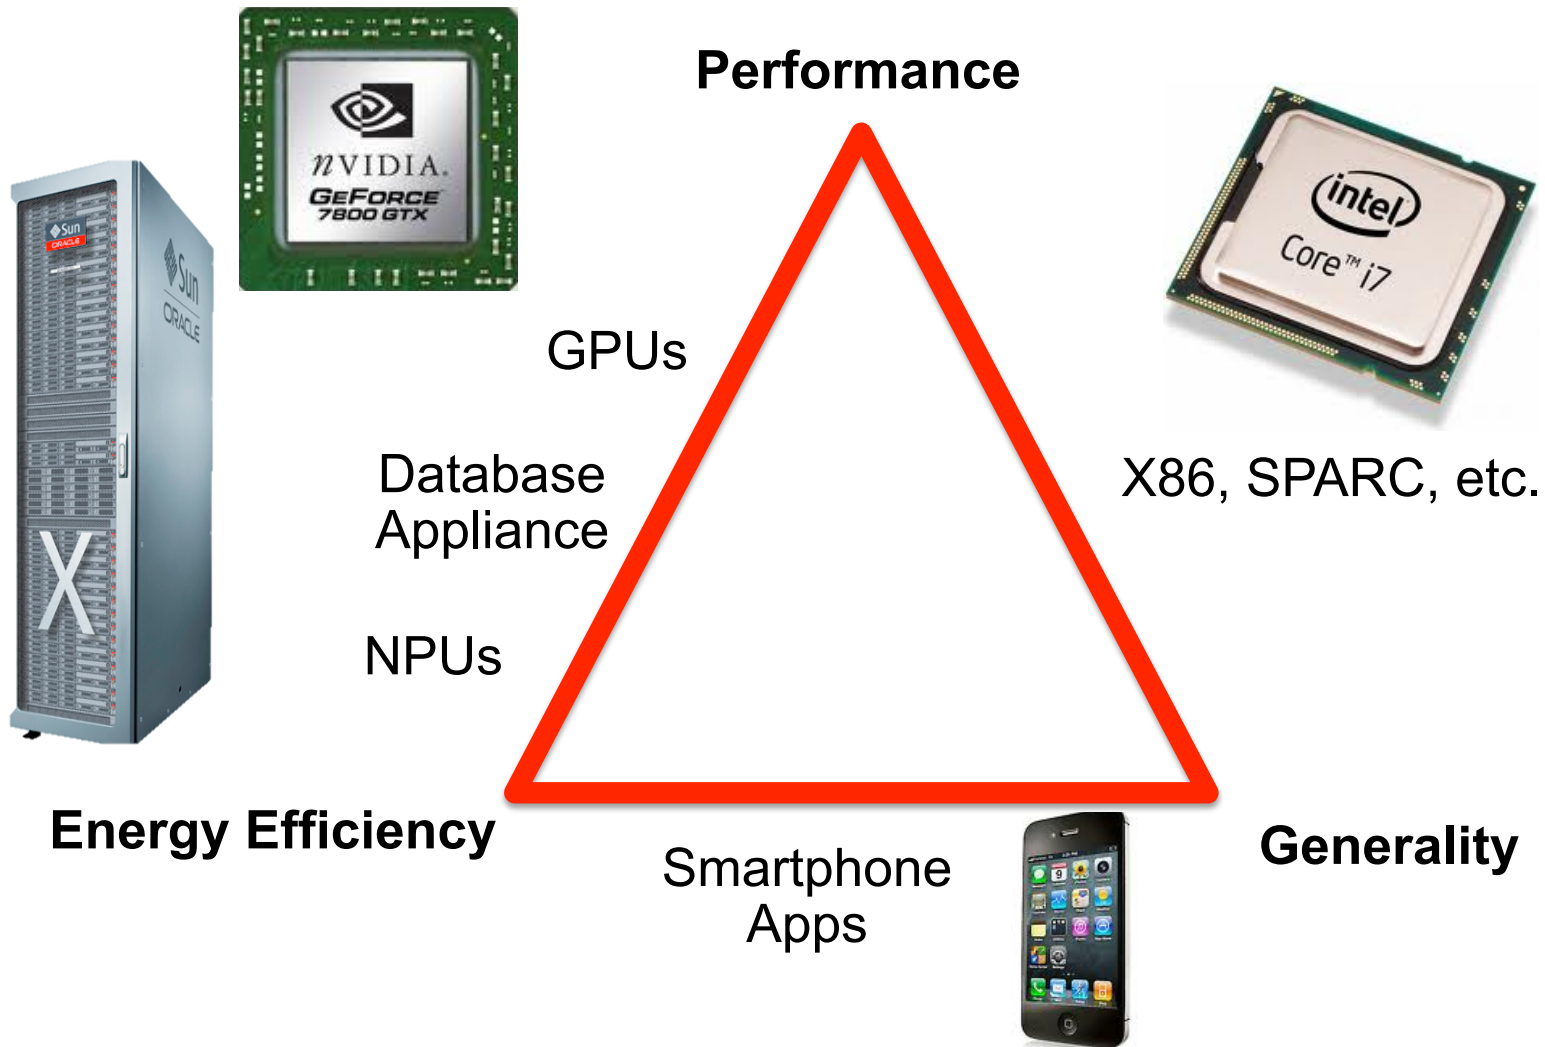 Performance
nVIDIA.
GEFORCE
7800 GTX
intel
Core™ i7
Sun
ORACLE
Sun
ORACLE
GPUs
Database
Appliance
X86, SPARC, etc.
X
NPUs
Energy Efficiency
Generality
Smartphone
Apps
9